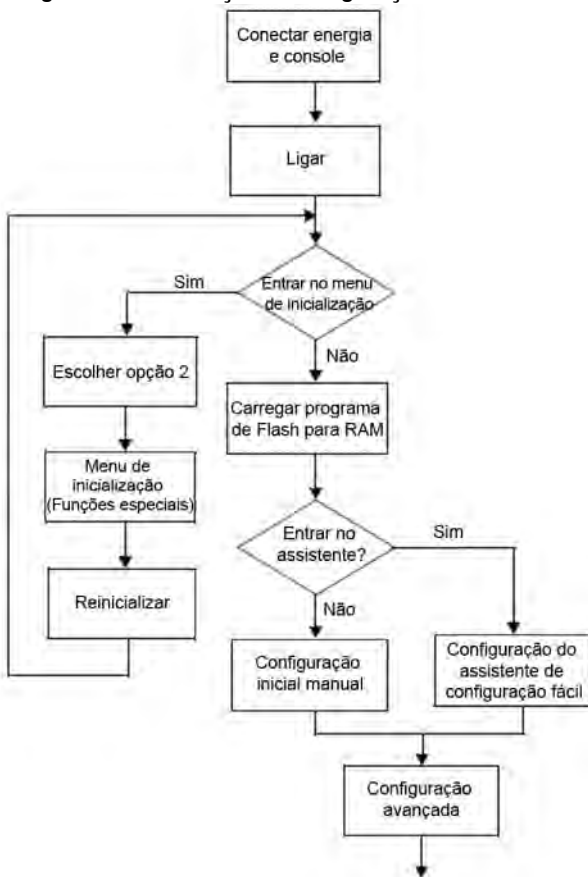 Conectar energia
e console
Ligar
Sim
Entrar no menu
de inicialização
Não
Escolher opção 2
Carregar programa
de Flash para RAM
Menu de
inicialização
(Funções especiais)
Entrar no
assistente?
Sim
Reinicializar
Não
Configuração
inicial manual
Configuração do
assistente de
configuração fácil
Configuração
avançada